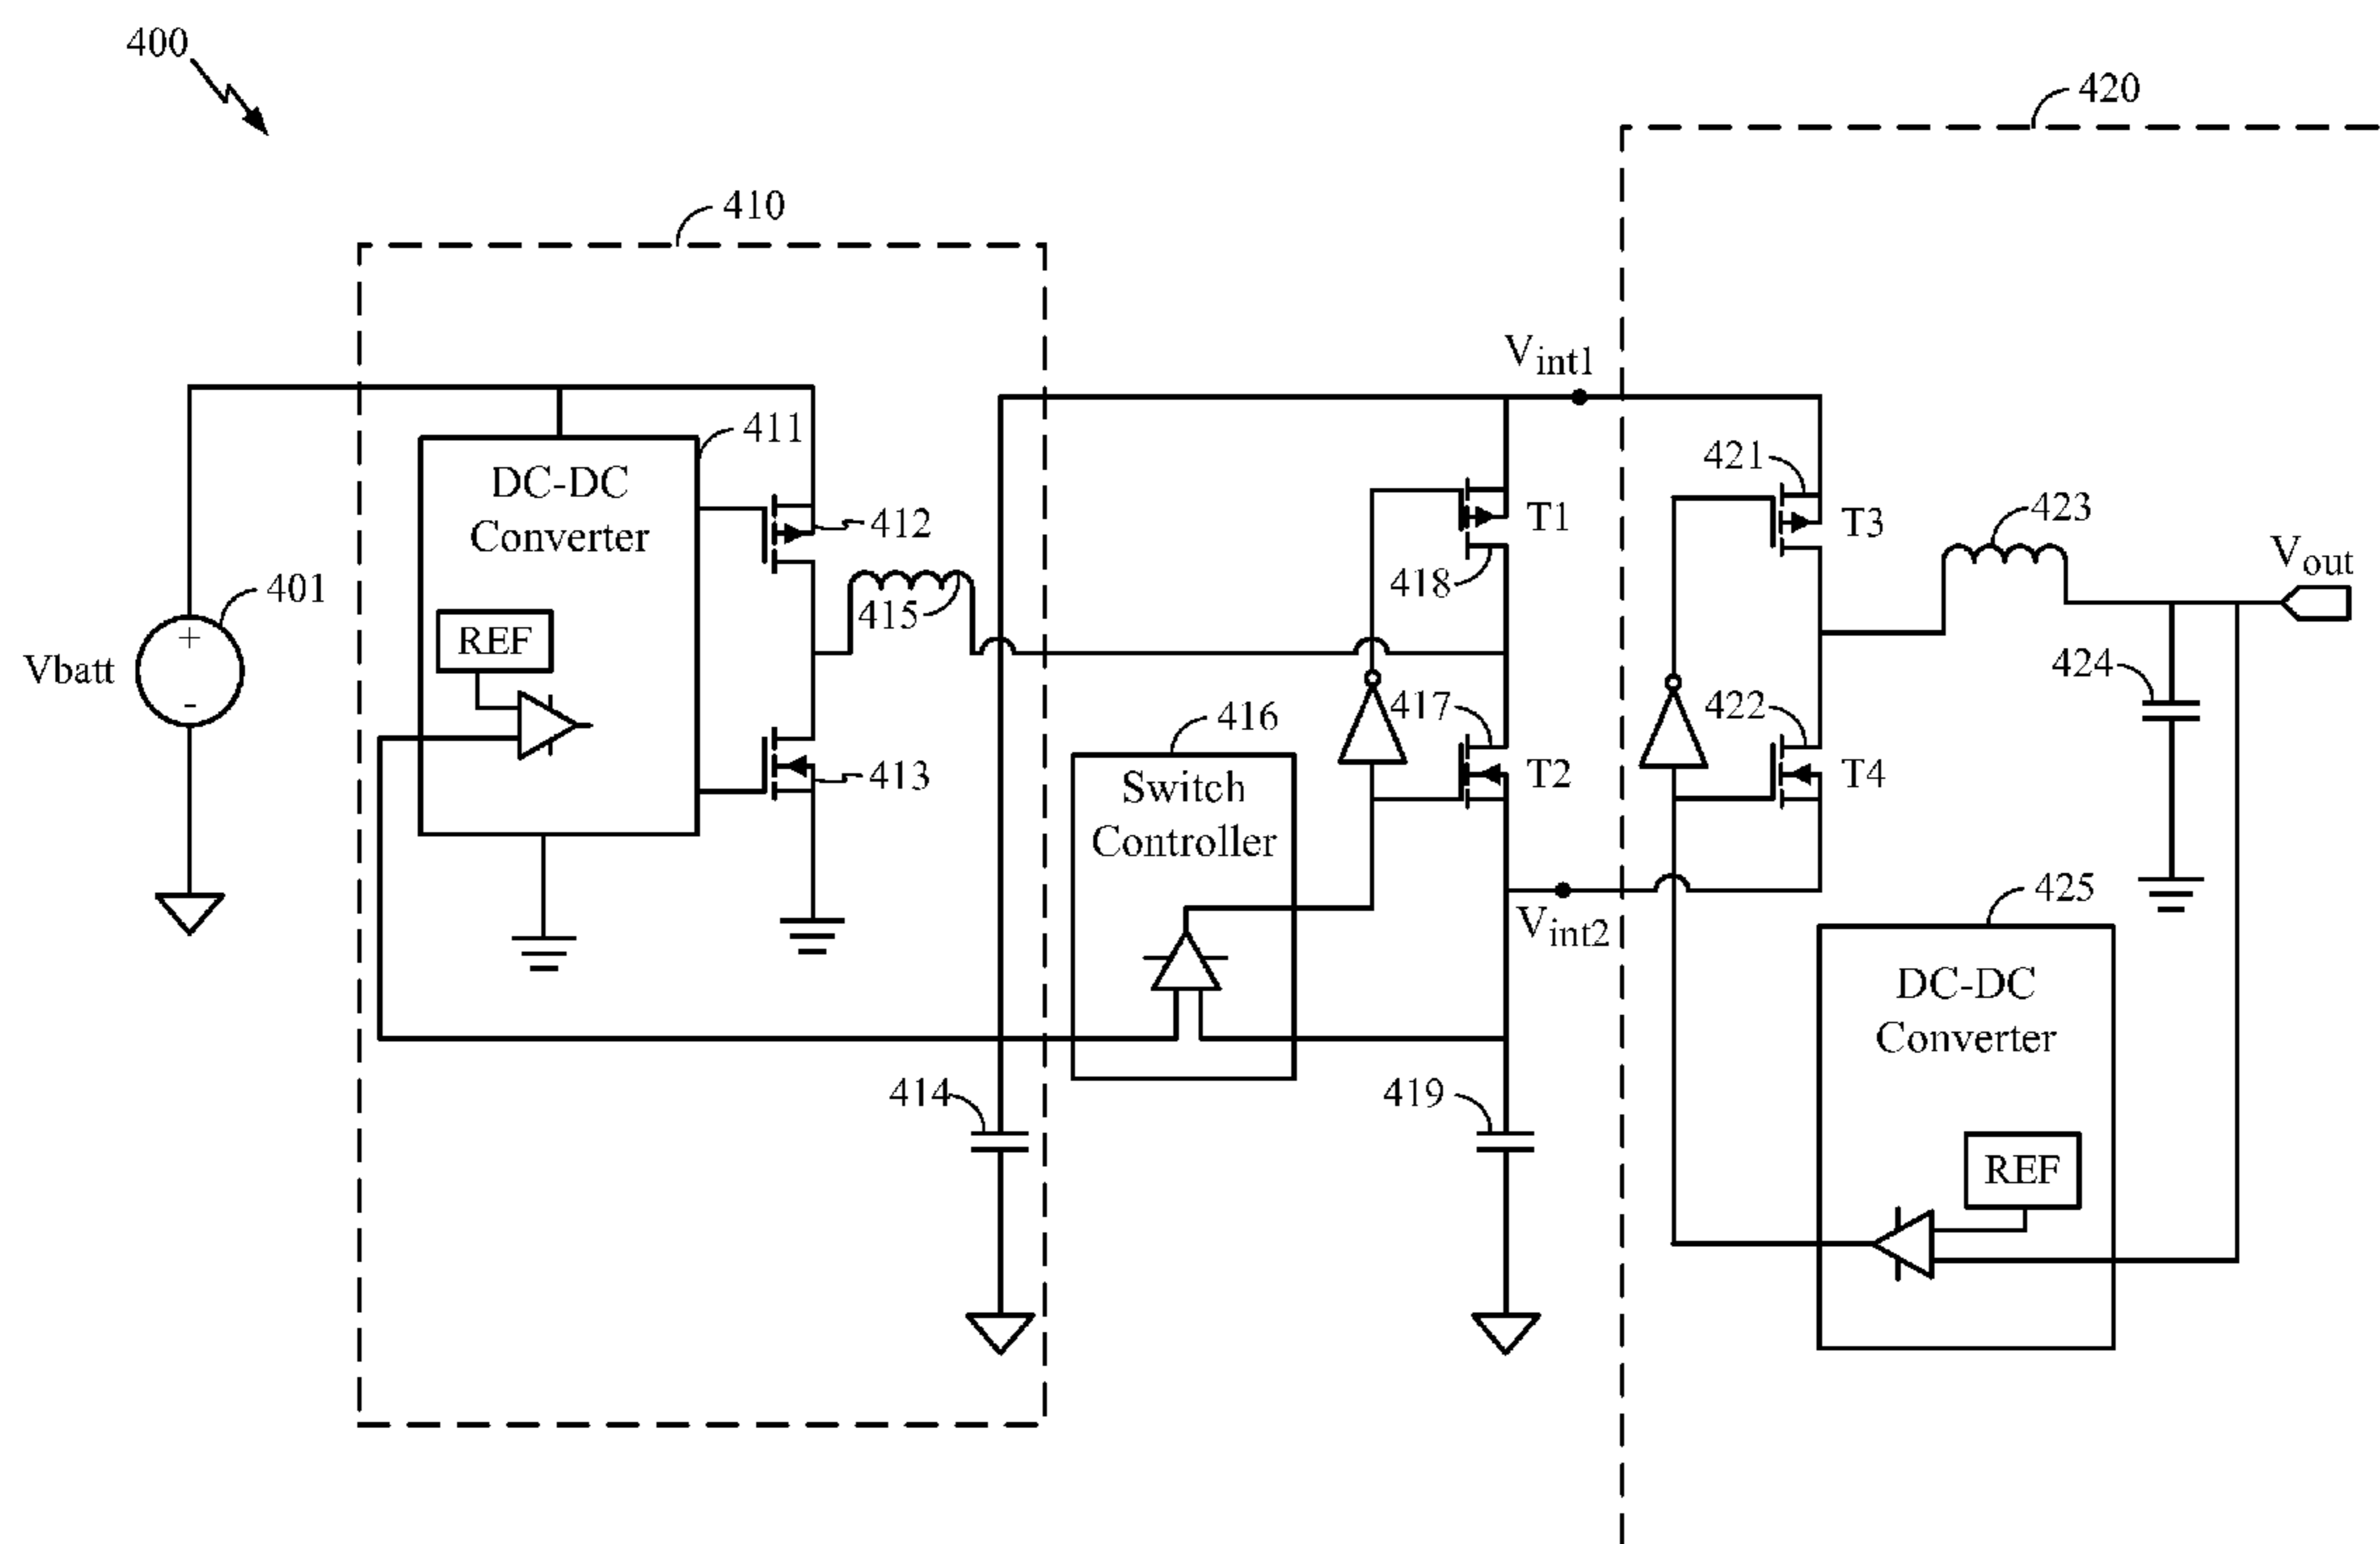 400
420
410
Vint1
411
421
DC-DC
Converter
412
T1
T3
423
Vout
418
401
415
REF
Vbatt
+
-
424
417
422
416
413
Switch
Controller
T2
T4
425
Vint2
DC-DC
Converter
414
419
REF